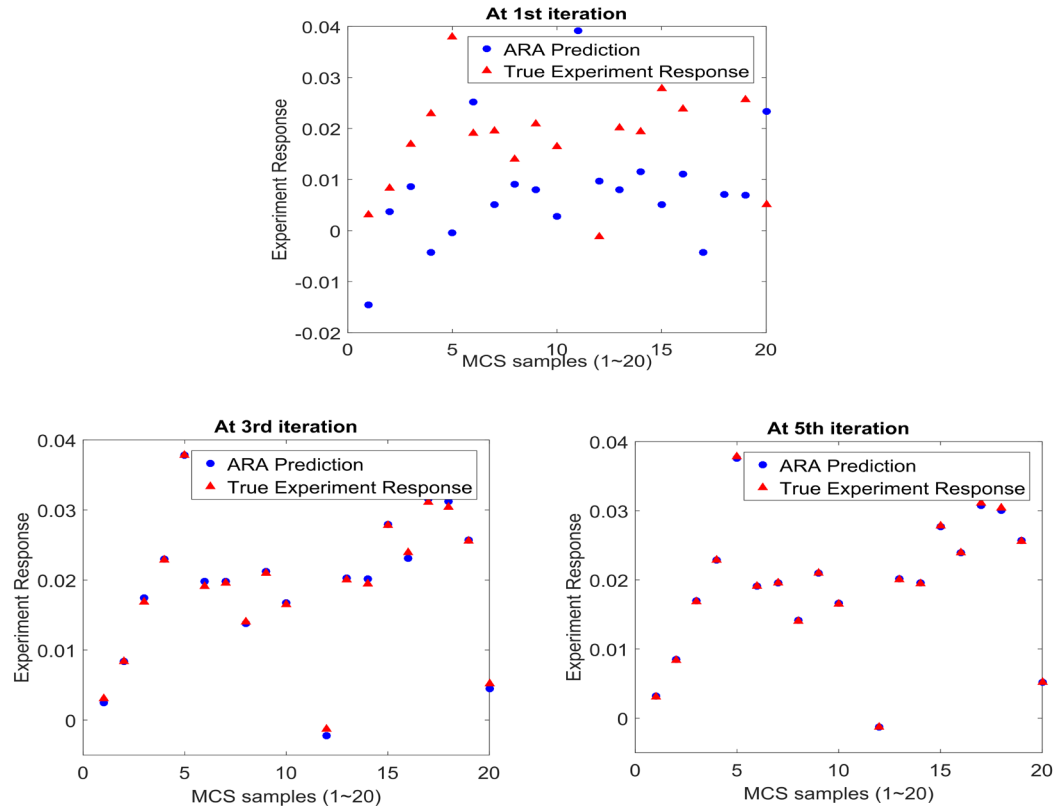 At 1st iteration
0.04
0.03
0.02
0.01
0
-0.01
-0.02
Experiment Response
ARA Prediction
True Experiment Response
0 5 10 15 20
MCS samples (1~20)
At 3rd iteration
0.04
0.03
0.02
0.01
0
Experiment Response
ARA Prediction
True Experiment Response
0 5 10 15 20
MCS samples (1~20)
At 5th iteration
0.04
0.03
0.02
0.01
0
Experiment Response
ARA Prediction
True Experiment Response
0 5 10 15 20
MCS samples (1~20)